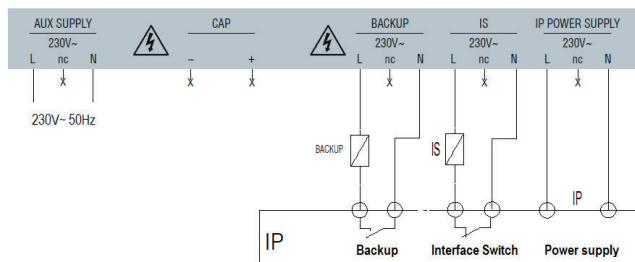 AUX SUPPLY CAP BACKUP IS IP POWER SUPPLY
230V~ 230V~ 230V~ 230V~
L nc N − + L nc N L nc N L nc N
X X X X X X
230V~ 50Hz
BACKUP IS
IP
IP
Backup Interface Switch Power supply